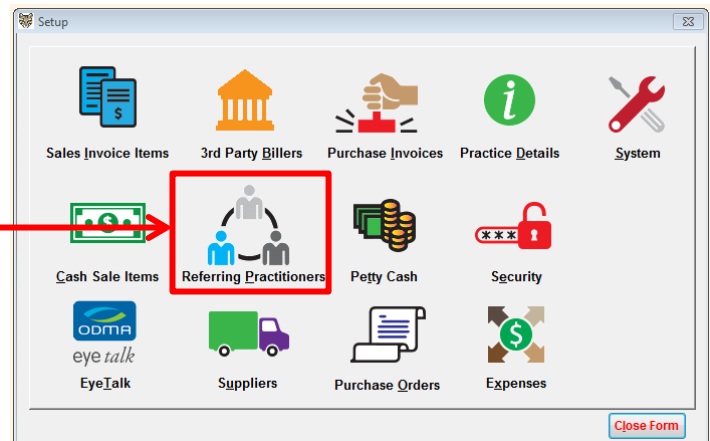 Setup
$
i
Sales Invoice Items
3rd Party Billers
Purchase Invoices
Practice Details
System
$
***
Cash Sale Items
Referring Practitioners
Petty Cash
Security
ODMA
eye talk
$
EyeTalk
Suppliers
Purchase Orders
Expenses
Close Form